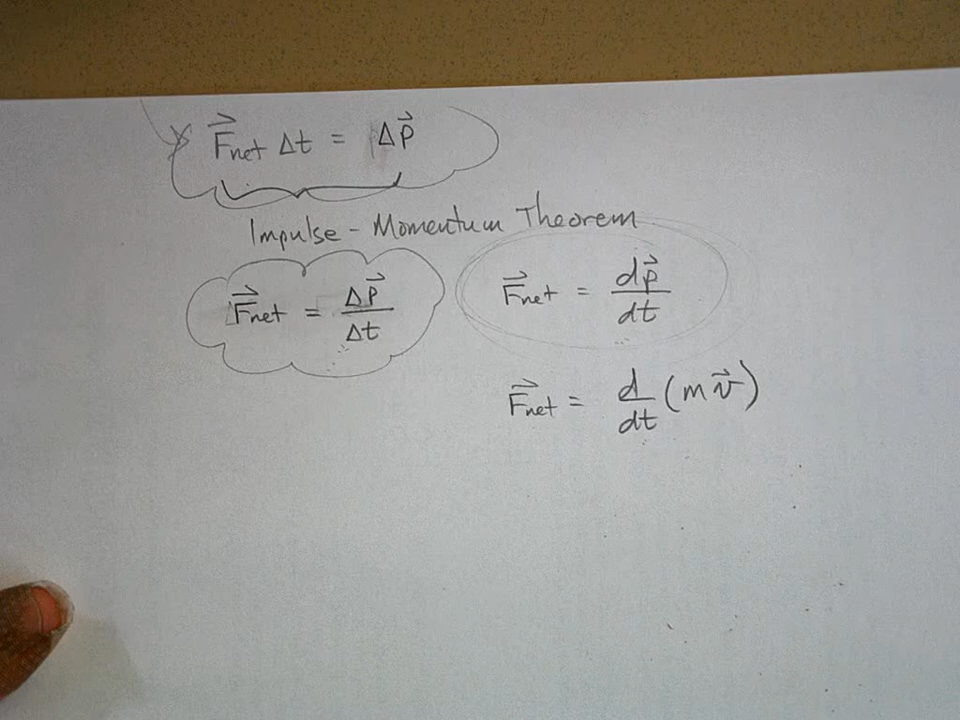 F⃗net Δt = Δp⃗
Impulse - Momentum Theorem
F⃗net = Δp⃗/Δt
F⃗net = dp⃗/dt
F⃗net = d/dt (mv⃗)